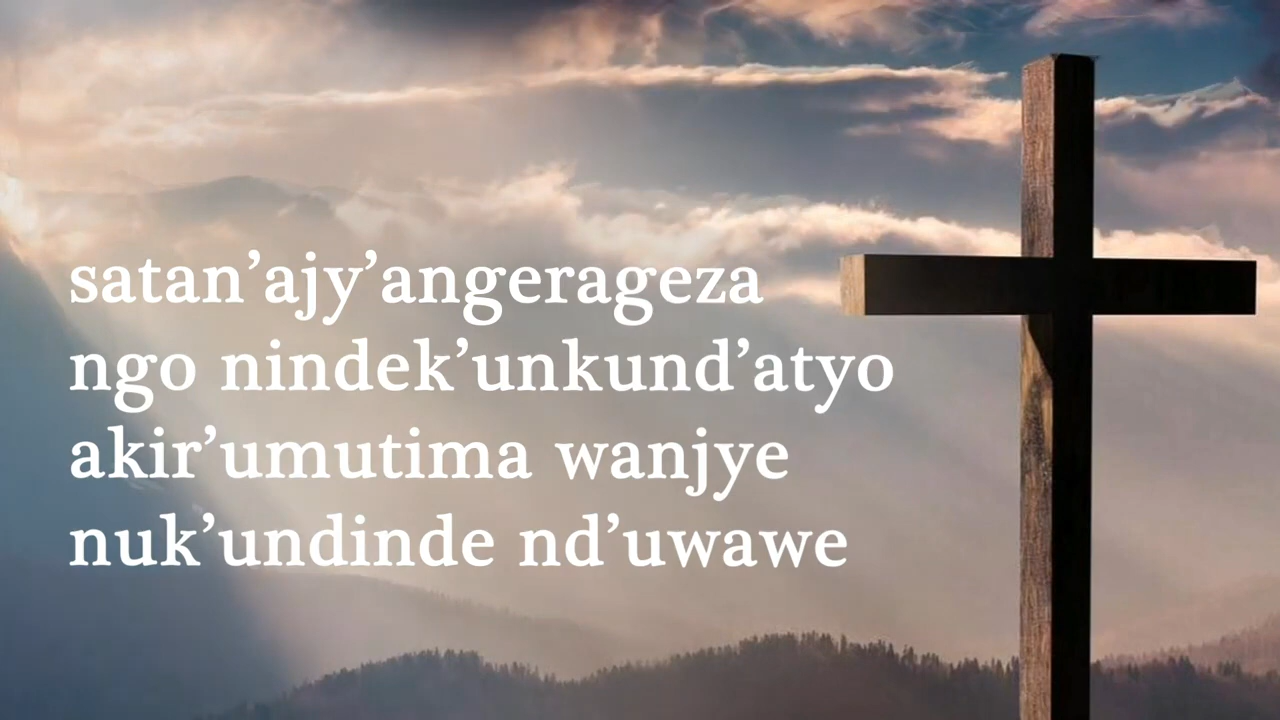 satan’ajy’angerageza
ngo nindek’unkund’atyo
akir’umutima wanjye
nuk’undinde nd’uwawe